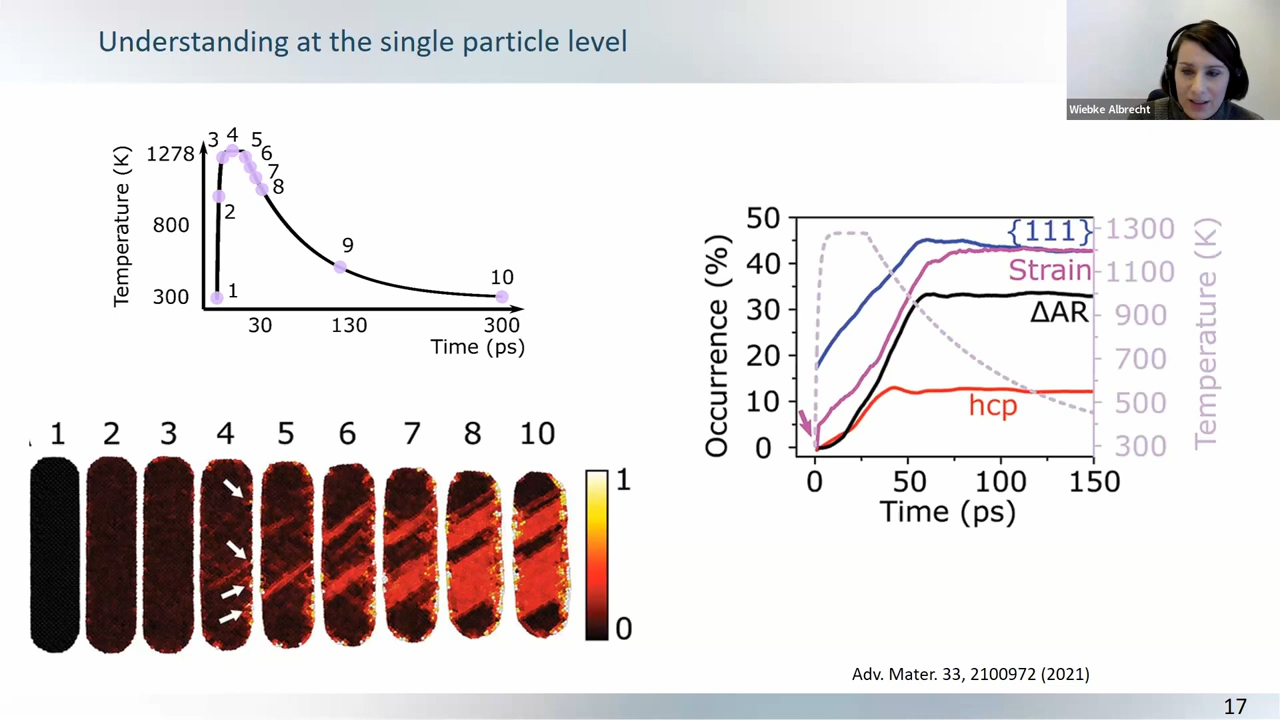 Understanding at the single particle level
Wiebke Albrecht
Temperature (K)
1278
800
300
1
2
3
4
5
6
7
8
9
10
30
130
300
Time (ps)
1 2 3 4 5 6 7 8 10
1
0
Occurrence (%)
50
40
30
20
10
0
{111}
Strain
ΔAR
hcp
1300
1100
900
700
500
300
Temperature (K)
0 50 100 150
Time (ps)
Adv. Mater. 33, 2100972 (2021)
17